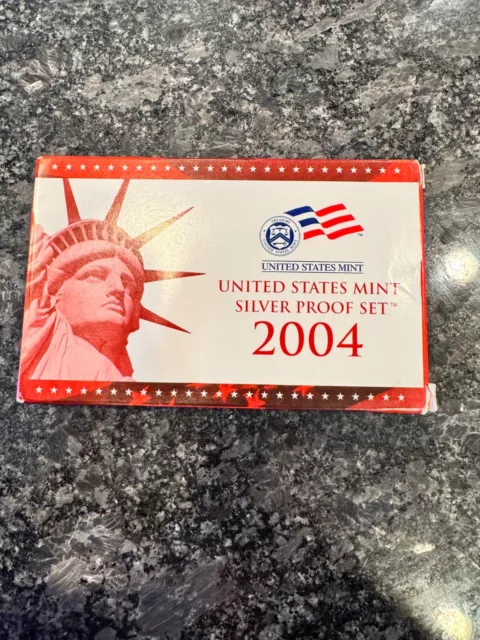 UNITED STATES MINT
UNITED STATES MINT
SILVER PROOF SET™
2004